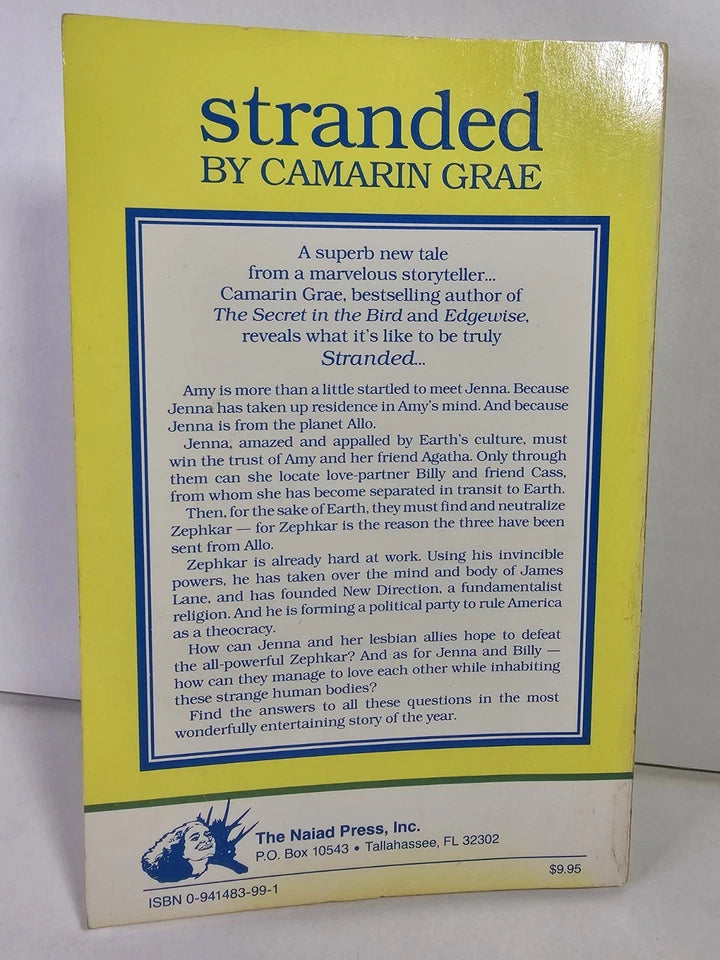 stranded
BY CAMARIN GRAE
A superb new tale
from a marvelous storyteller...
Camarin Grae, bestselling author of
The Secret in the Bird and Edgewise,
reveals what it's like to be truly
Stranded...
Amy is more than a little startled to meet Jenna. Because
Jenna has taken up residence in Amy's mind. And because
Jenna is from the planet Allo.
Jenna, amazed and appalled by Earth's culture, must
win the trust of Amy and her friend Agatha. Only through
them can she locate love-partner Billy and friend Cass,
from whom she has become separated in transit to Earth.
Then, for the sake of Earth, they must find and neutralize
Zephkar — for Zephkar is the reason the three have been
sent from Allo.
Zephkar is already hard at work. Using his invincible
powers, he has taken over the mind and body of James
Lane, and has founded New Direction, a fundamentalist
religion. And he is forming a political party to rule America
as a theocracy.
How can Jenna and her lesbian allies hope to defeat
the all-powerful Zephkar? And as for Jenna and Billy —
how can they manage to love each other while inhabiting
these strange human bodies?
Find the answers to all these questions in the most
wonderfully entertaining story of the year.
The Naiad Press, Inc.
P.O. Box 10543 • Tallahassee, FL 32302
ISBN 0-941483-99-1
$9.95